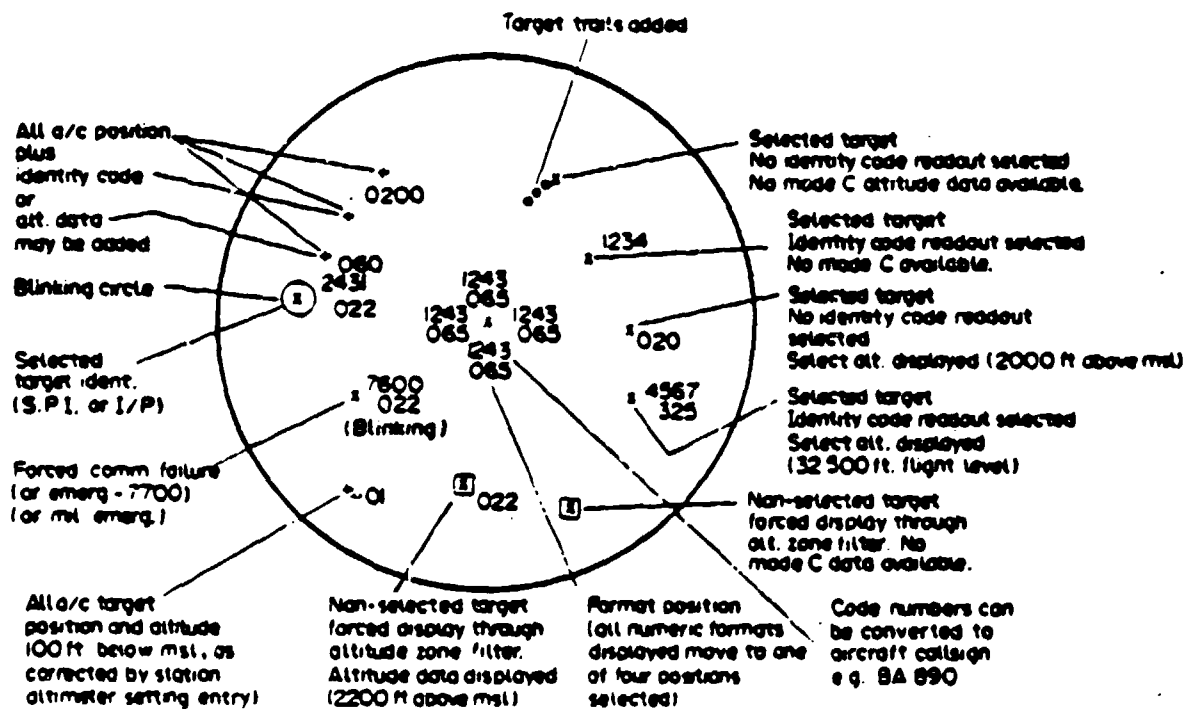 Target trails added
All a/c position
plus
identity code
or
alt. data
may be added
Blinking circle
Selected
target ident.
(S.P.I. or I/P)
Forced comm failure
(or emerg - 7700)
(or mil emerg.)
All a/c target
position and altitude
100 ft below msl, as
corrected by station
altimeter setting entry)
0200
060
2431
022
7600
022
(Blinking)
-01
022
1243
065
1243
065
1243
065
1243
065
1234
020
4567
325
Selected target
No identity code readout selected
No mode C attitude data available.
Selected target
Identity code readout selected
No mode C available.
Selected target
No identity code readout
selected
Select alt. displayed (2000 ft above msl)
Selected target
Identity code readout selected
Select alt. displayed
(32 500 ft. flight level)
Non-selected target
forced display through
alt. zone filter. No
mode C data available.
Non-selected target
forced display through
altitude zone filter.
Altitude data displayed
(2200 ft above msl)
Format position
(all numeric formats
displayed move to one
of four positions
selected)
Code numbers can
be converted to
aircraft callsign
e.g. BA 890